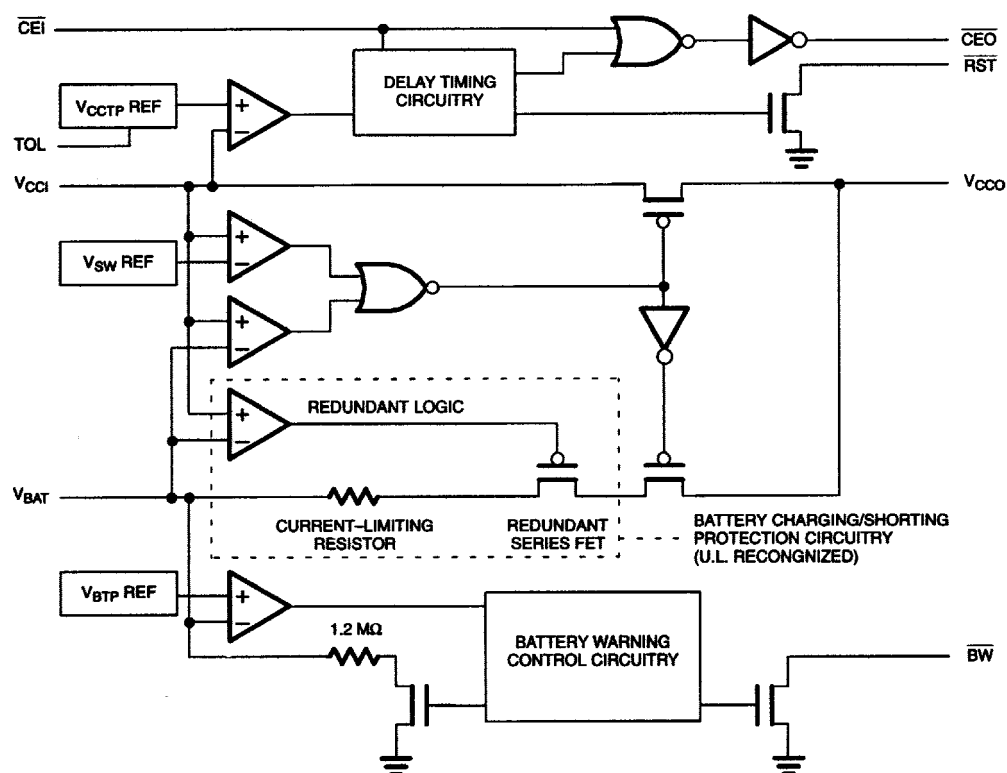 CEI
CEO
RST
DELAY TIMING
CIRCUITRY
VCCTP REF
+
−
TOL
VCCI
VCCO
+
−
VSW REF
+
−
+
−
REDUNDANT LOGIC
VBAT
CURRENT–LIMITING
RESISTOR
REDUNDANT
SERIES FET
BATTERY CHARGING/SHORTING
PROTECTION CIRCUITRY
(U.L. RECONGNIZED)
VBTP REF
+
−
1.2 MΩ
BATTERY WARNING
CONTROL CIRCUITRY
BW